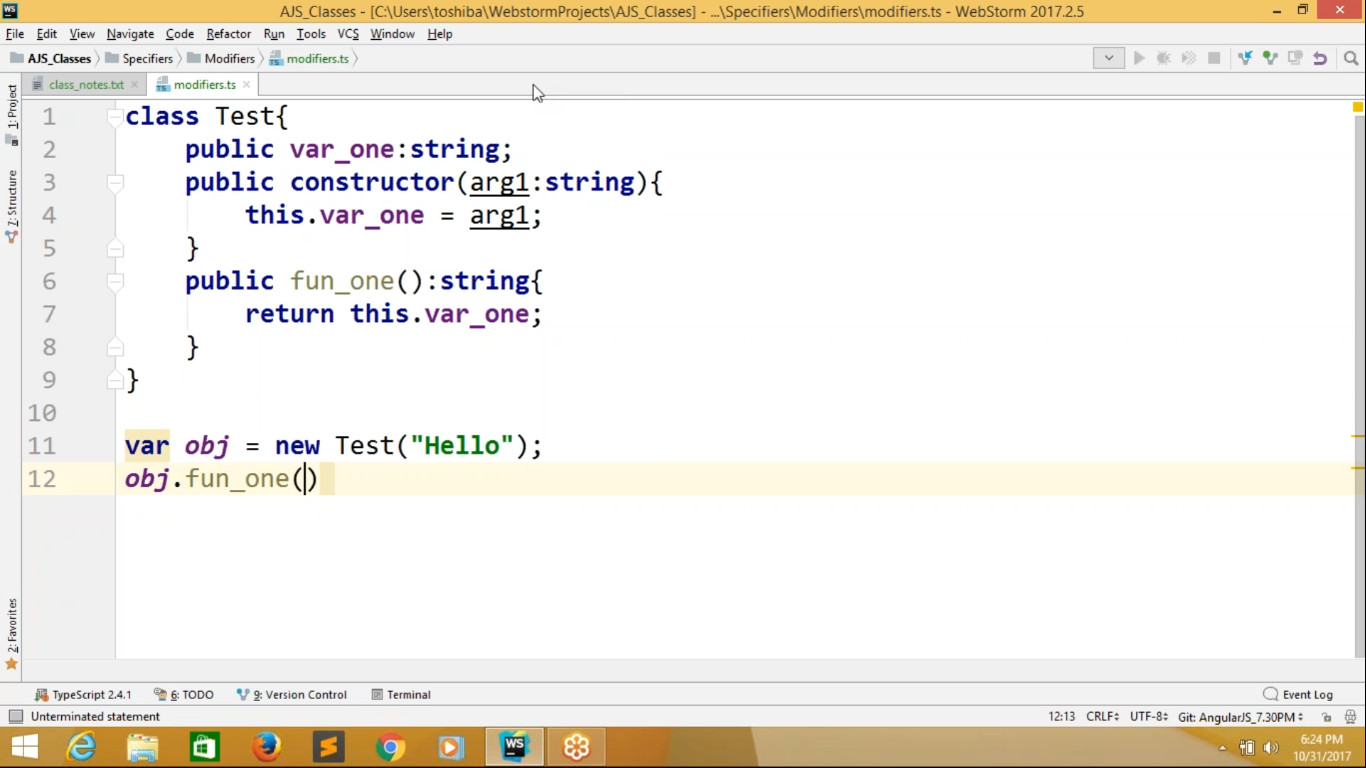 AJS_Classes - [C:\Users\toshiba\WebstormProjects\AJS_Classes] - ...\Specifiers\Modifiers\modifiers.ts - WebStorm 2017.2.5
File Edit View Navigate Code Refactor Run Tools VCS Window Help
AJS_Classes Specifiers Modifiers modifiers.ts
class_notes.txt modifiers.ts
1: Project
7: Structure
2: Favorites
1 class Test{
2 public var_one:string;
3 public constructor(arg1:string){
4 this.var_one = arg1;
5 }
6 public fun_one():string{
7 return this.var_one;
8 }
9 }
10
11 var obj = new Test("Hello");
12 obj.fun_one()
TypeScript 2.4.1 6: TODO 9: Version Control Terminal Event Log
Unterminated statement 12:13 CRLF UTF-8 Git: AngularJS_7.30PM
WS
6:24 PM
10/31/2017